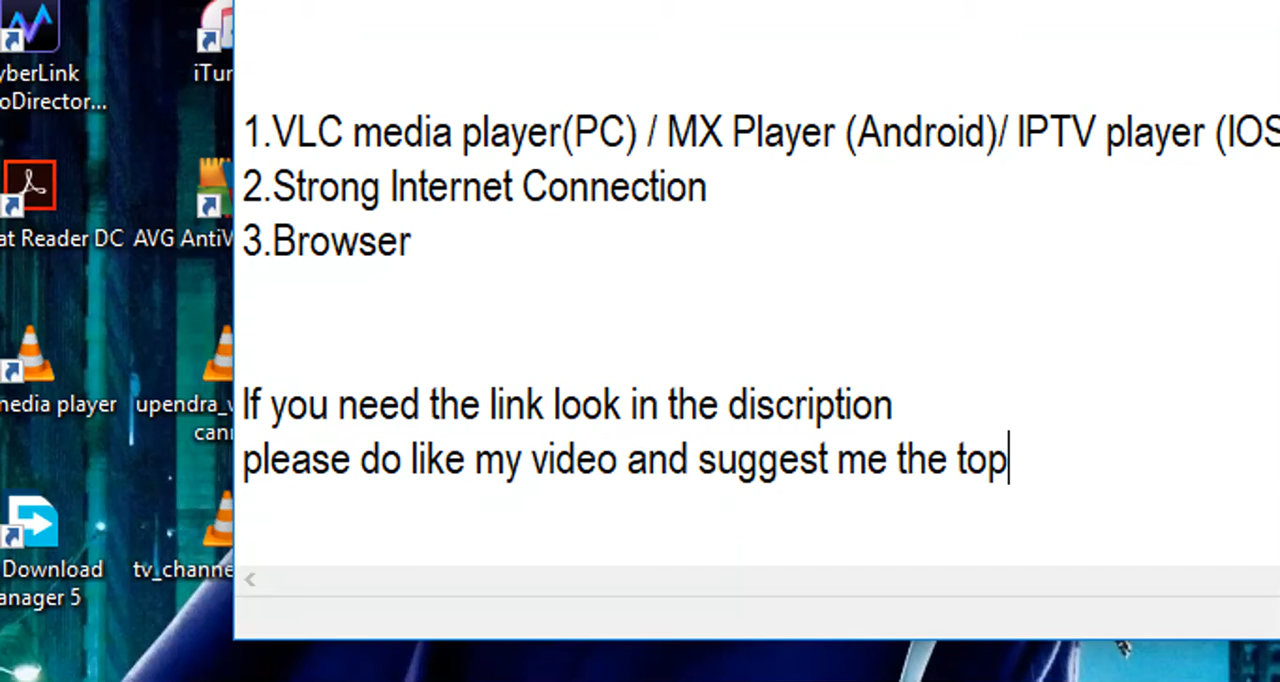 yberLink
oDirector...
iTun
at Reader DC
AVG AntiV
media player
upendra_v
cann
Download
anager 5
tv_channe
1.VLC media player(PC) / MX Player (Android)/ IPTV player (IOS
2.Strong Internet Connection
3.Browser
If you need the link look in the discription
please do like my video and suggest me the top